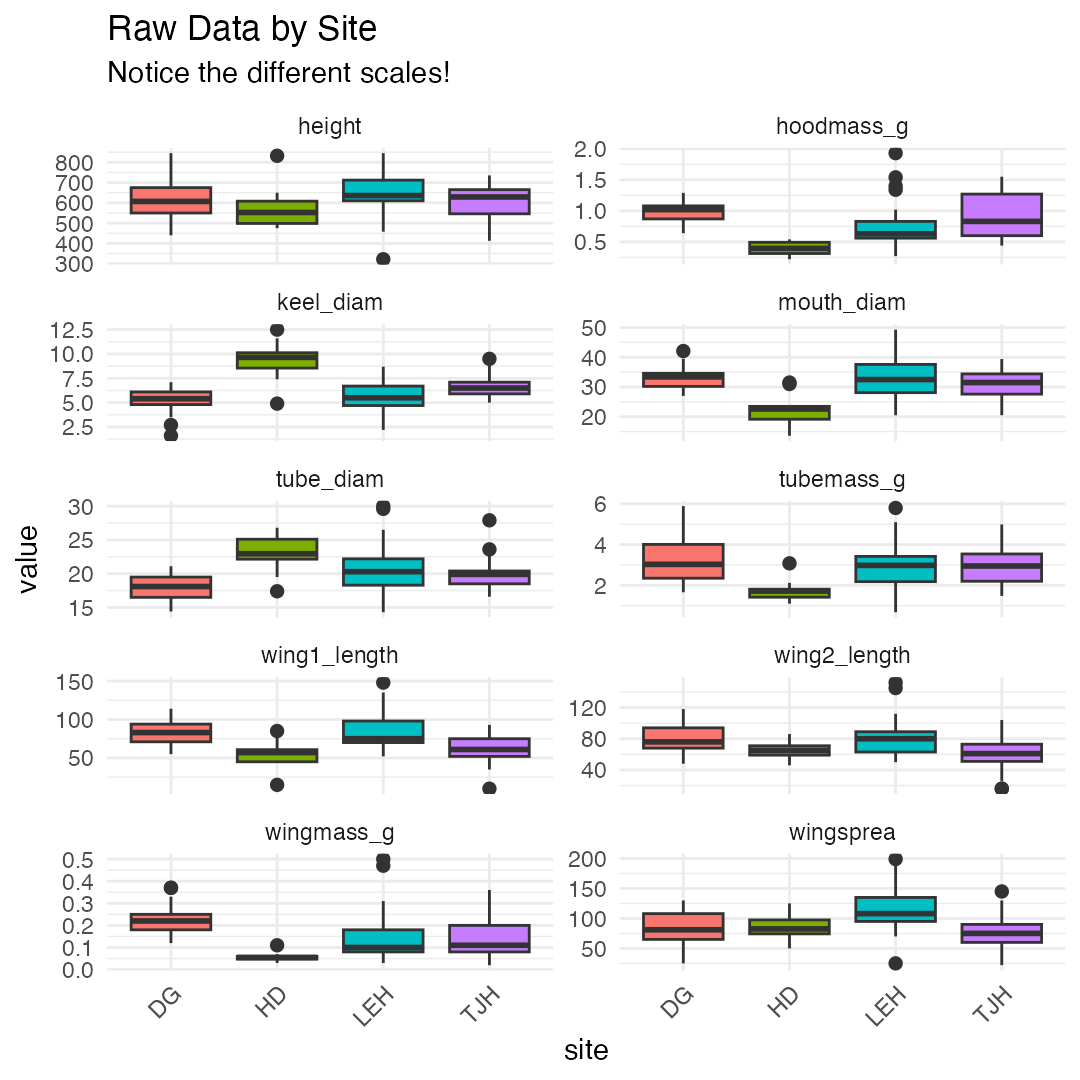 Raw Data by Site
Notice the different scales!
height
800
700
600
500
400
300
hoodmass_g
2.0
1.5
1.0
0.5
keel_diam
12.5
10.0
7.5
5.0
2.5
mouth_diam
50
40
30
20
tube_diam
30
25
20
15
tubemass_g
6
4
2
value
wing1_length
150
100
50
wing2_length
120
80
40
wingmass_g
0.5
0.4
0.3
0.2
0.1
0.0
wingsprea
200
150
100
50
DG HD LEH TJH DG HD LEH TJH
site